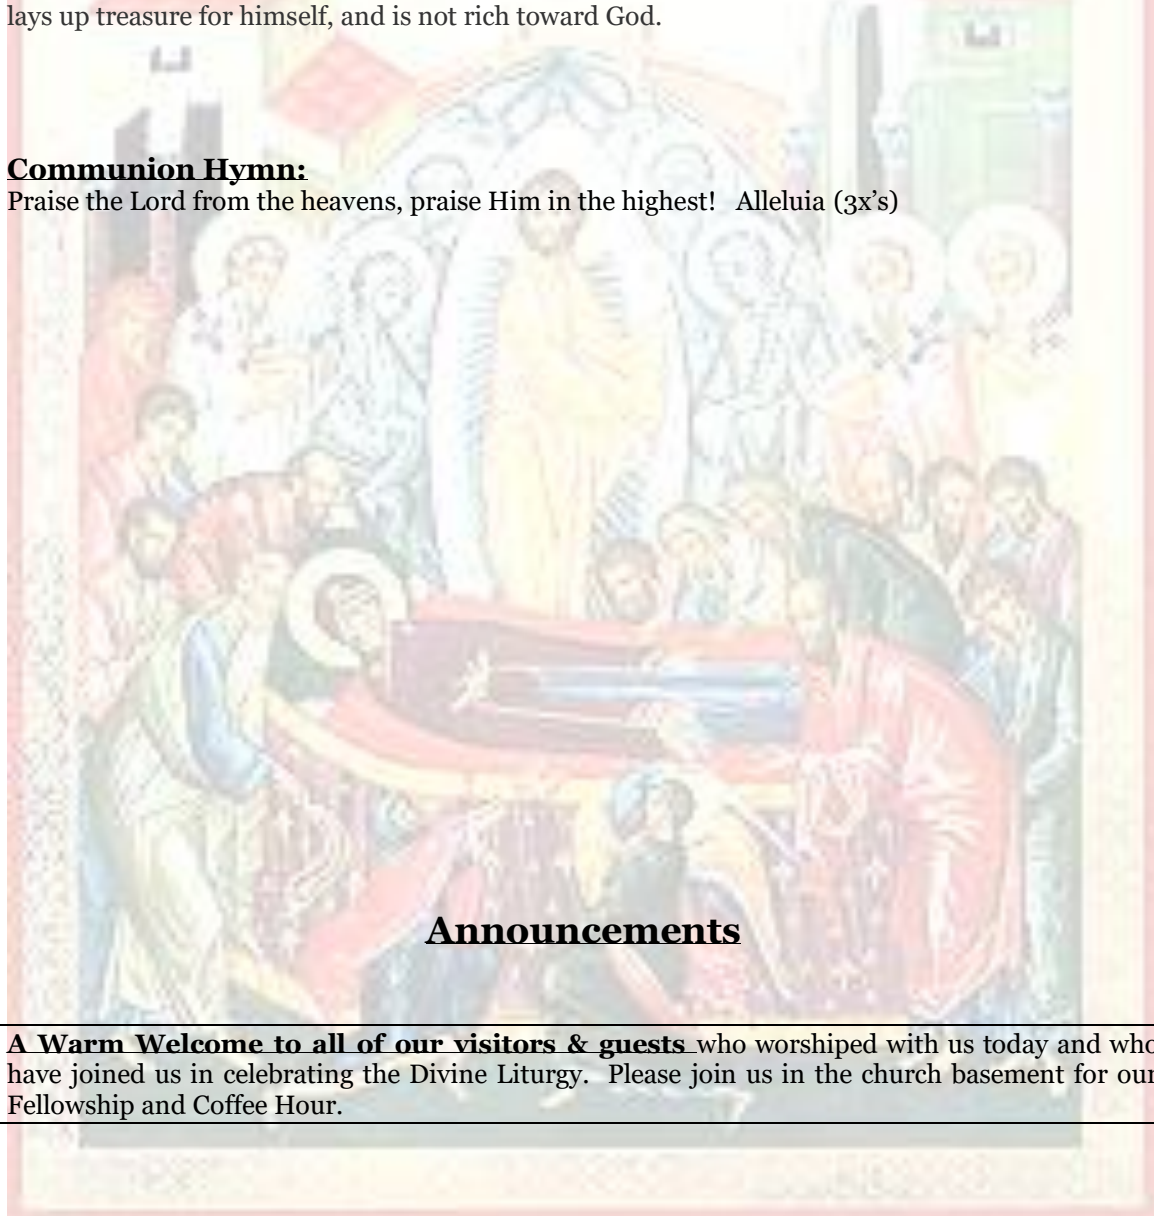 lays up treasure for himself, and is not rich toward God.
Communion Hymn:
Praise the Lord from the heavens, praise Him in the highest!   Alleluia (3x’s)
Announcements
A Warm Welcome to all of our visitors & guests who worshiped with us today and who
have joined us in celebrating the Divine Liturgy.  Please join us in the church basement for our
Fellowship and Coffee Hour.